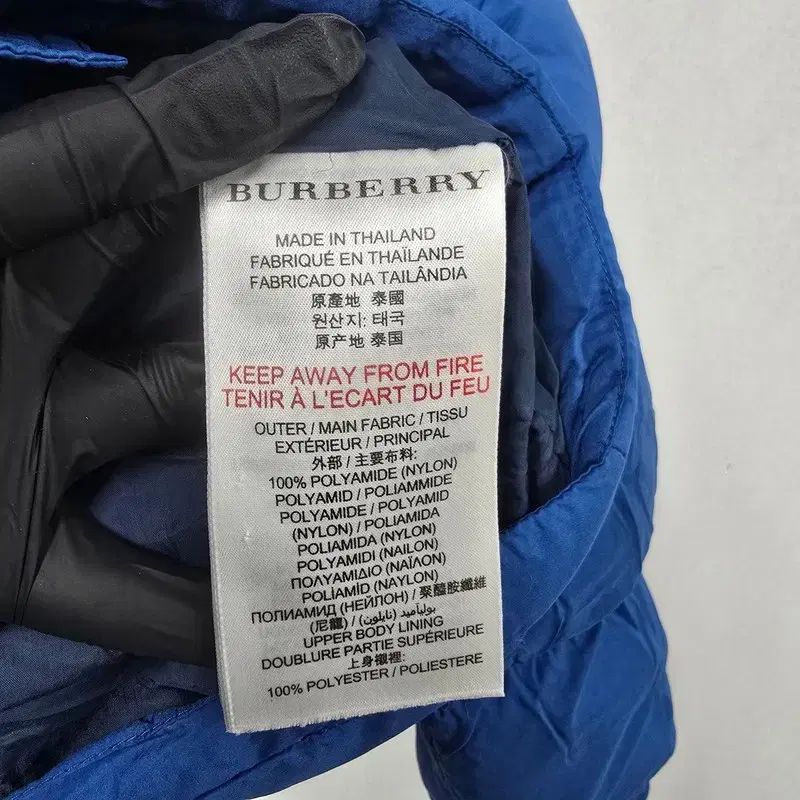 BURBERRY
MADE IN THAILAND
FABRIQUÉ EN THAÏLANDE
FABRICADO NA TAILÂNDIA
原產地 泰國
원산지: 태국
原产地 泰国
KEEP AWAY FROM FIRE
TENIR À L'ECART DU FEU
OUTER / MAIN FABRIC / TISSU
EXTÉRIEUR / PRINCIPAL
外部 / 主要布料:
100% POLYAMIDE (NYLON)
POLYAMID / POLIAMMIDE
POLYAMIDE / POLYAMID
(NYLON) / POLIAMIDA
POLIAMIDA (NYLON)
POLYAMIDI (NAILON)
ΠΟΛΥΑΜΙΔΙΟ (ΝΑΪΛΟΝ)
POLİAMİD (NAYLON)
ПОЛИАМИД (НЕЙЛОН) / 聚醯胺纖維
(尼龍) / بولياميد (نايلون)
UPPER BODY LINING
DOUBLURE PARTIE SUPÉRIEURE
上身襯裡:
100% POLYESTER / POLIESTERE